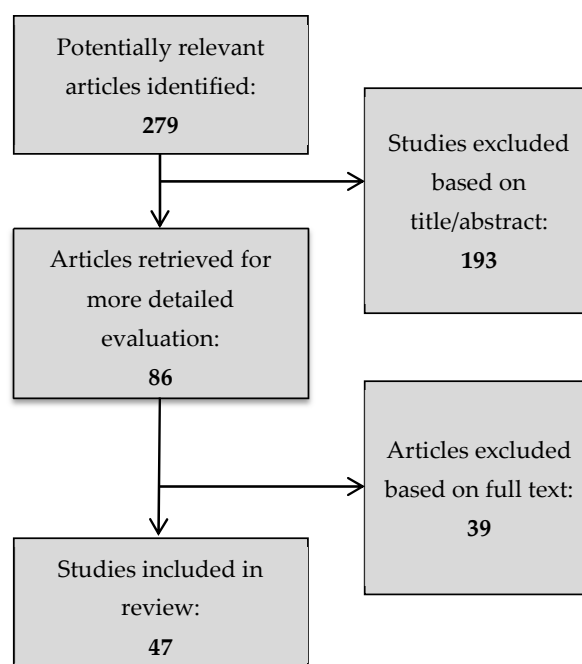 Potentially relevant
articles identified:
279
Studies excluded
based on
title/abstract:
193
Articles retrieved for
more detailed
evaluation:
86
Articles excluded
based on full text:
39
Studies included in
review:
47